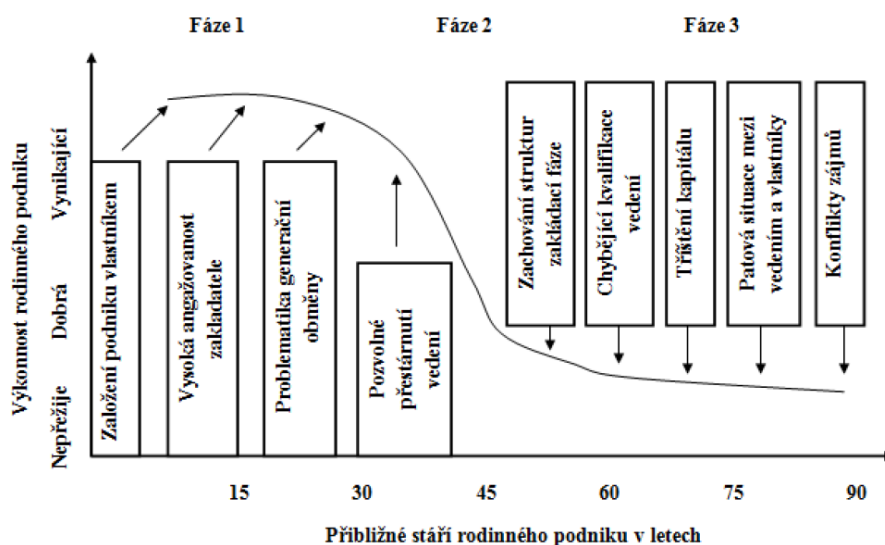 Fáze 1
Fáze 2
Fáze 3
Výkonnost rodinného podniku
Vynikající
Dobrá
Nepřežije
Založení podniku vlastníkem
Vysoká angažovanost
zakladatele
Problematika generační
obměny
Pozvolné
přestárnutí
vedení
Zachování struktur
zakládací fáze
Chybějící kvalifikace
vedení
Tříštění kapitálu
Patová situace mezi
vedením a vlastníky
Konflikty zájmů
15
30
45
60
75
90
Přibližné stáří rodinného podniku v letech